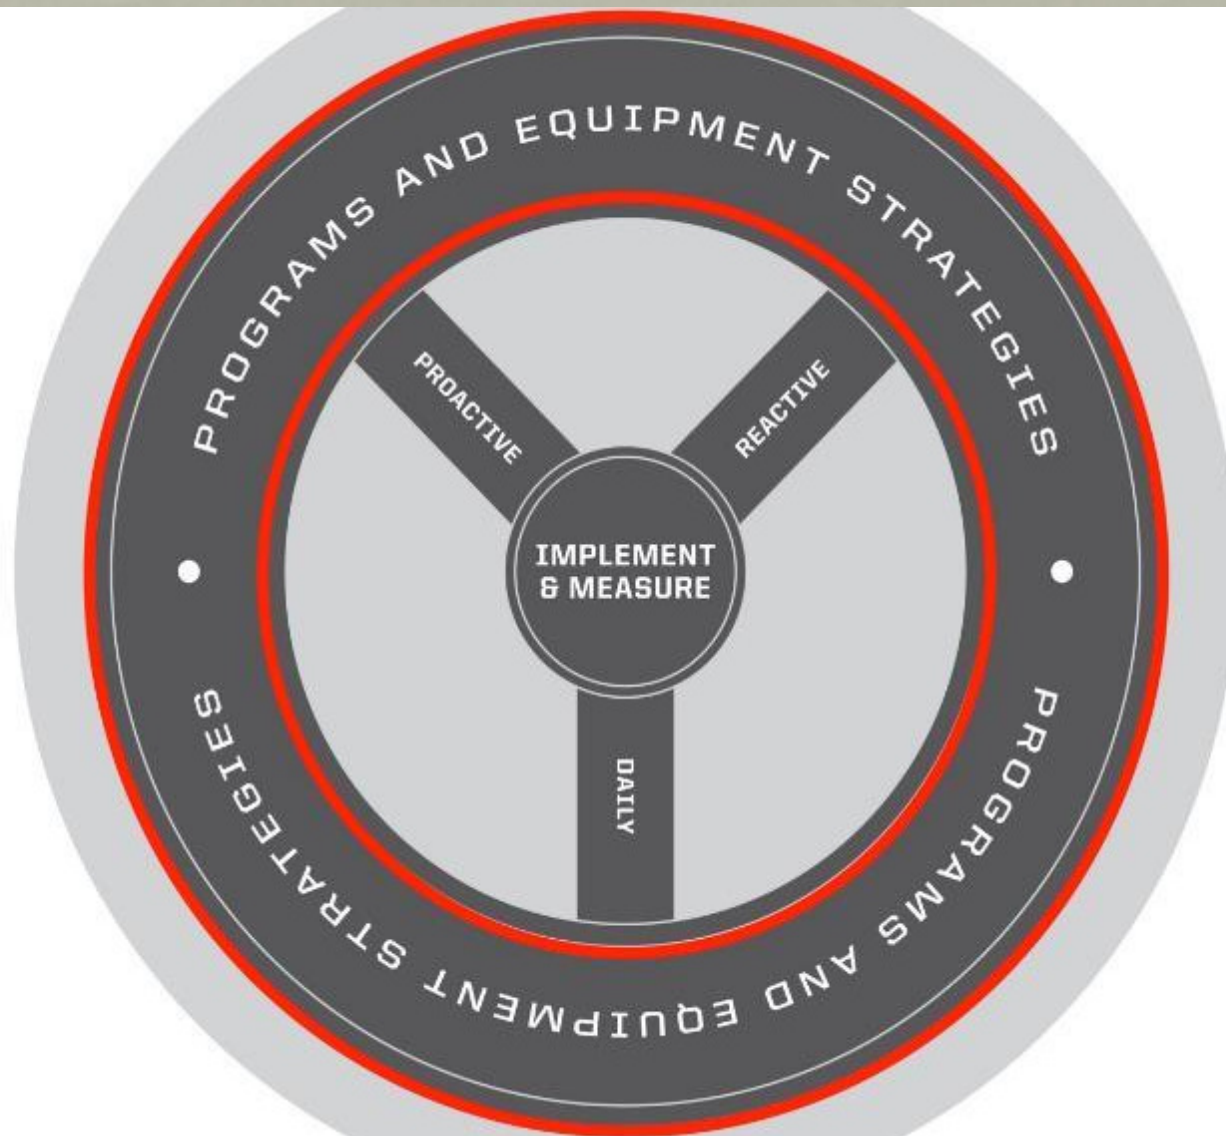 PROGRAMS AND EQUIPMENT STRATEGIES
PROACTIVE
REACTIVE
IMPLEMENT
& MEASURE
DAILY
PROGRAMS AND EQUIPMENT STRATEGIES